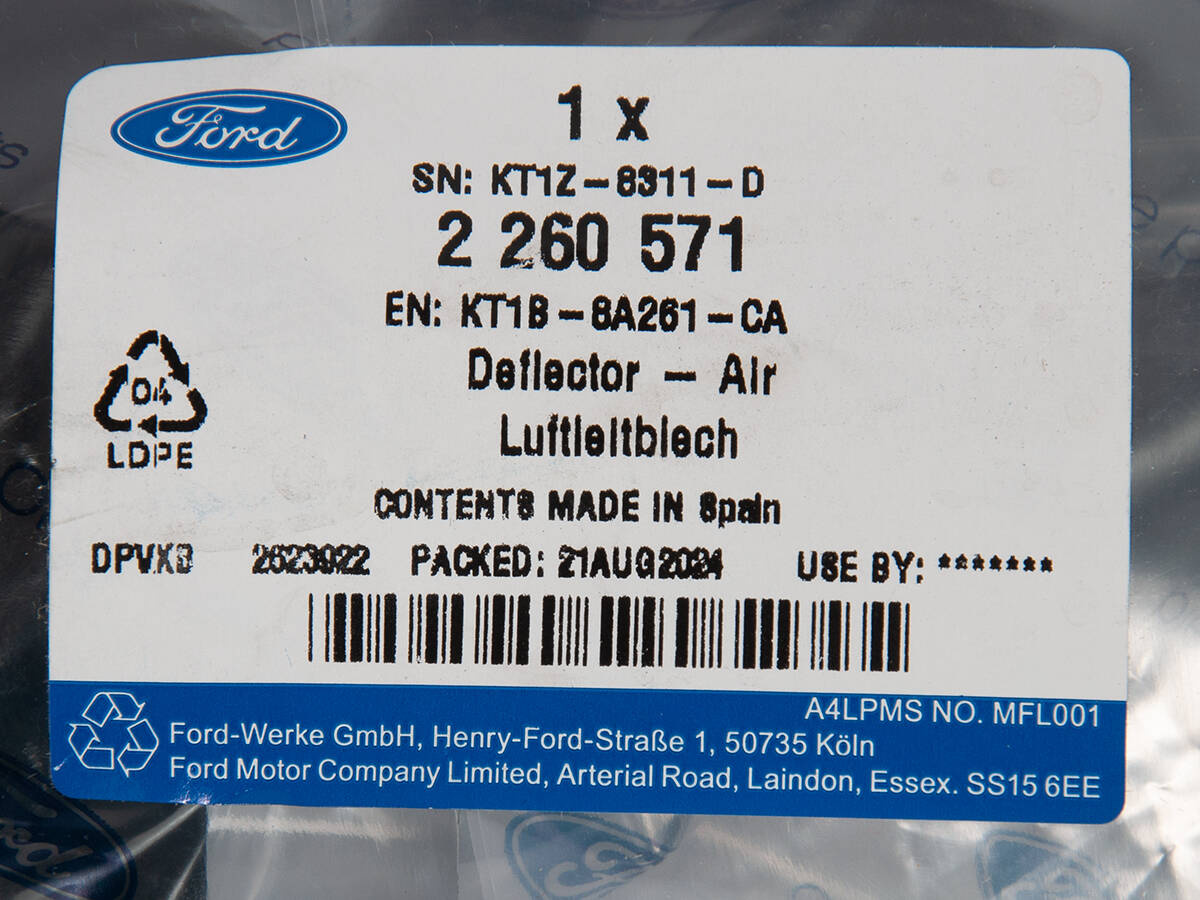 Ford
1 x
SN: KT1Z-8311-D
2 260 571
EN: KT1B-8A261-CA
Deflector - Air
Luftleitblech
04
LDPE
CONTENTS MADE IN Spain
DPVXB 2623922 PACKED: 21AUG2024 USE BY: *******
A4LPMS NO. MFL001
Ford-Werke GmbH, Henry-Ford-Straße 1, 50735 Köln
Ford Motor Company Limited, Arterial Road, Laindon, Essex. SS15 6EE
Ford